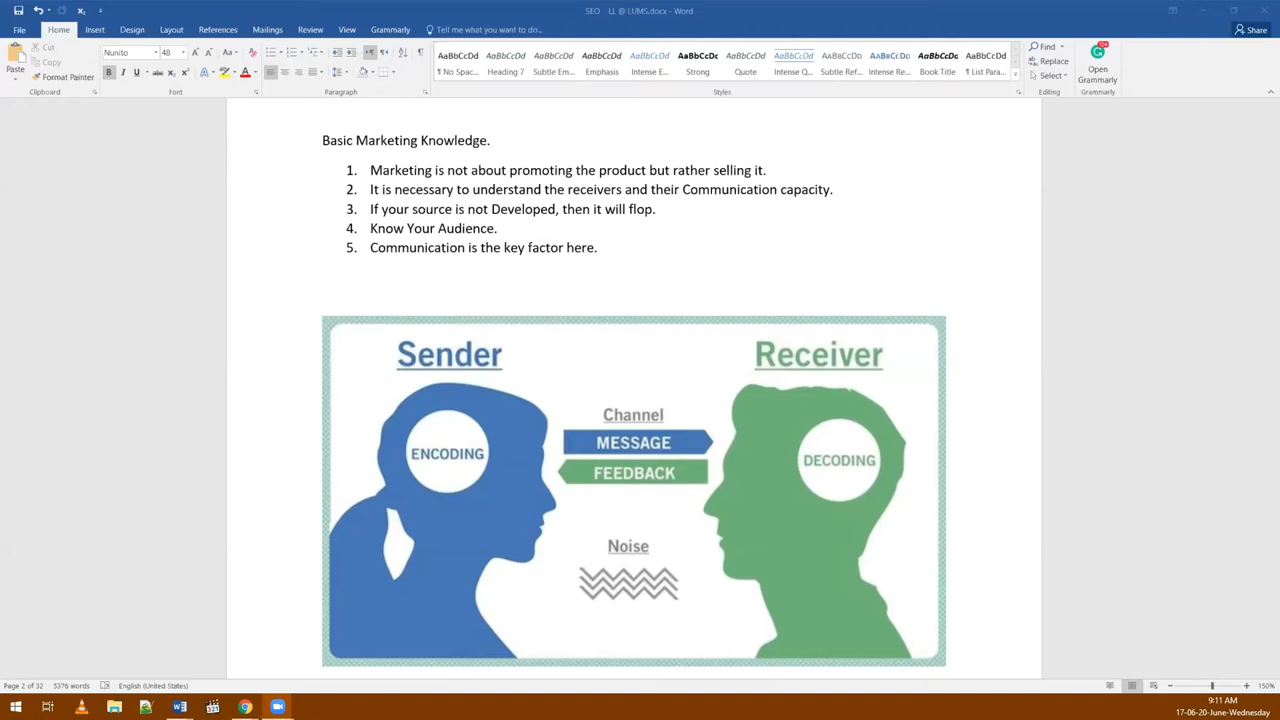 SEO LL @ LUMS.docx - Word
File Home Insert Design Layout References Mailings Review View Grammarly Tell me what you want to do... Share
Paste
Cut
Copy
Format Painter
Clipboard
Nunito 48
Aa
B I U abc x₂ x²
Font
Paragraph
AaBbCcDd AaBbCcDd AaBbCcDd AaBbCcDd AaBbCcDd AaBbCcDc AaBbCcDd AaBbCcDd AaBbCcDd AaBbCcDd AaBbCcDd AaBbCcDd
¶ No Spac... Heading 7 Subtle Em... Emphasis Intense E... Strong Quote Intense Q... Subtle Ref... Intense Re... Book Title ¶ List Para...
Styles
Find
Replace
Select
Editing
Open
Grammarly
Grammarly
Basic Marketing Knowledge.
1. Marketing is not about promoting the product but rather selling it.
2. It is necessary to understand the receivers and their Communication capacity.
3. If your source is not Developed, then it will flop.
4. Know Your Audience.
5. Communication is the key factor here.
Sender
Receiver
ENCODING
Channel
MESSAGE
FEEDBACK
DECODING
Noise
Page 2 of 32 5376 words English (United States) 150%
9:11 AM
17-06-20-June-Wednesday